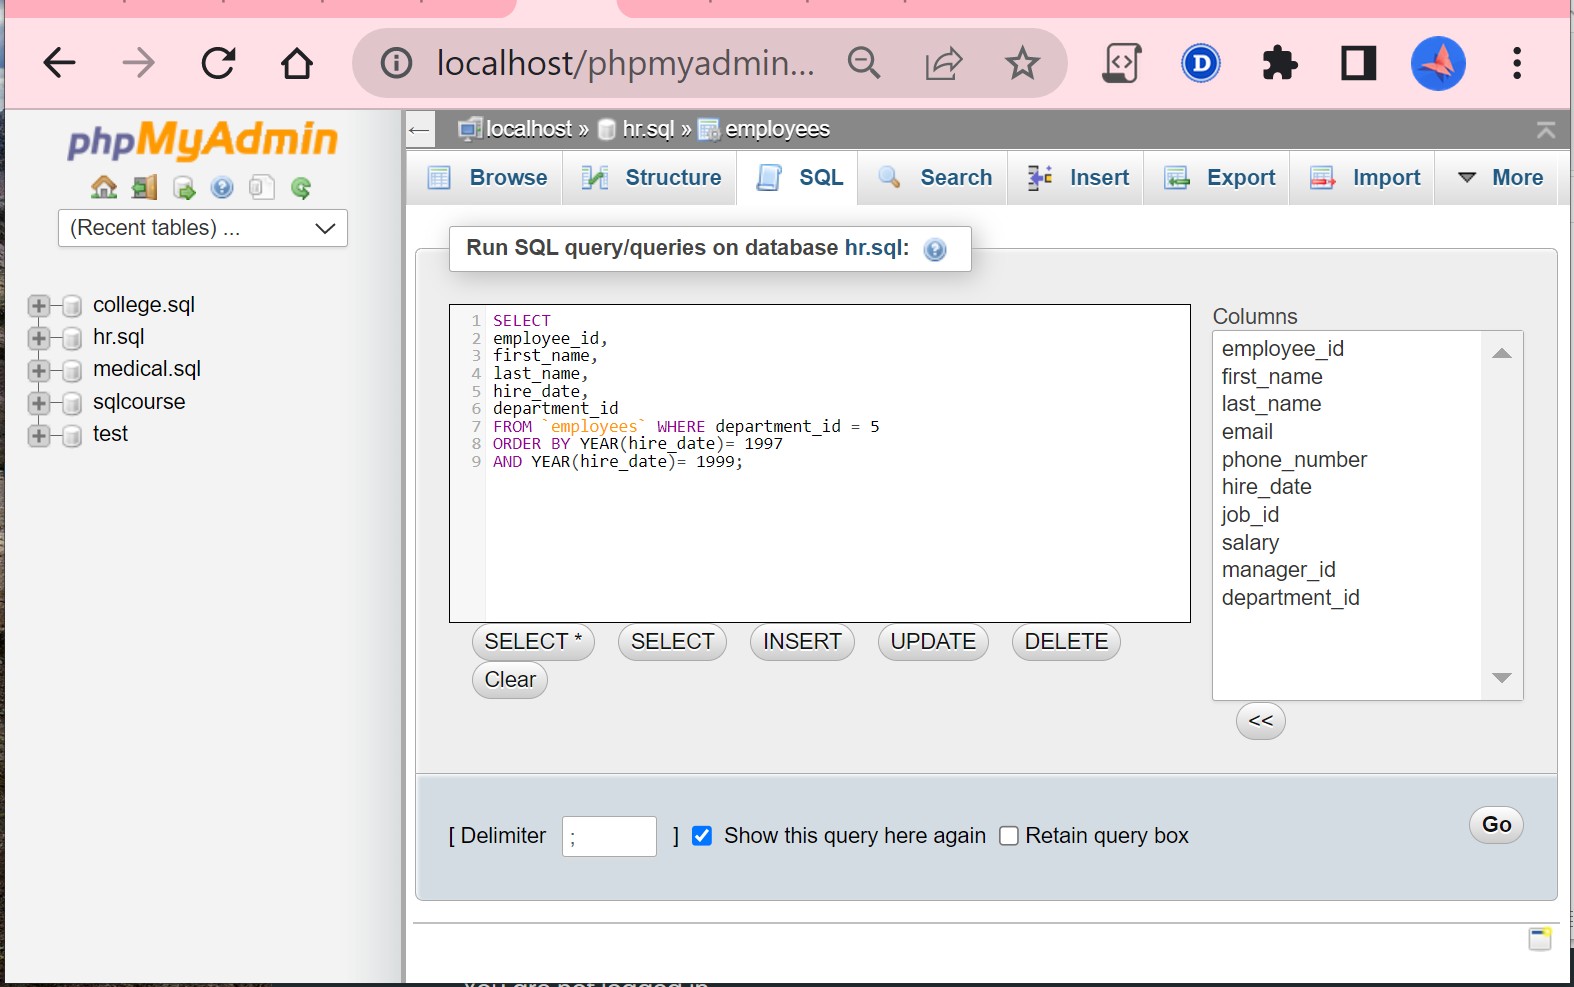 localhost/phpmyadmin...
phpMyAdmin
(Recent tables) ...
college.sql
hr.sql
medical.sql
sqlcourse
test
← localhost » hr.sql » employees
Browse Structure SQL Search Insert Export Import More
Run SQL query/queries on database hr.sql:
1 SELECT
2 employee_id,
3 first_name,
4 last_name,
5 hire_date,
6 department_id
7 FROM `employees` WHERE department_id = 5
8 ORDER BY YEAR(hire_date)= 1997
9 AND YEAR(hire_date)= 1999;
SELECT * SELECT INSERT UPDATE DELETE
Clear
Columns
employee_id
first_name
last_name
email
phone_number
hire_date
job_id
salary
manager_id
department_id
<<
[ Delimiter ; ] Show this query here again Retain query box
Go